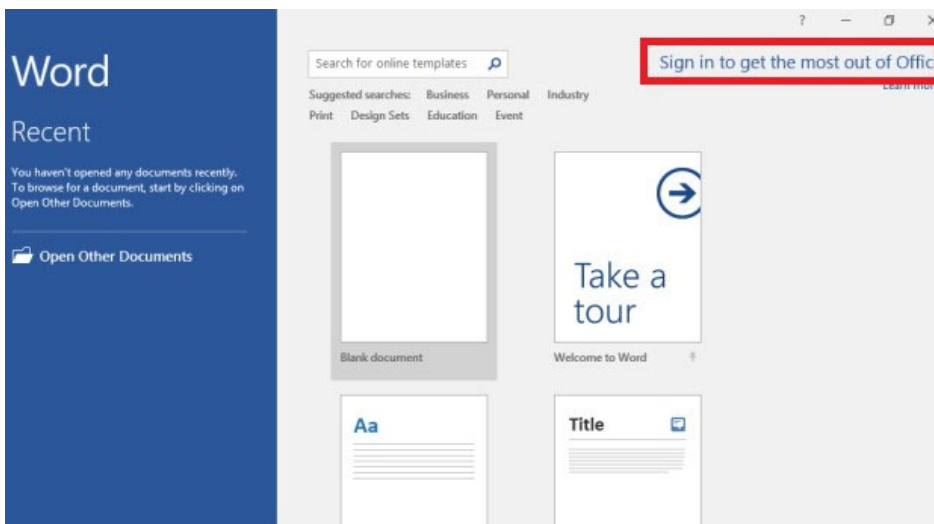 ?
Word
Search for online templates
Sign in to get the most out of Offic
Learn mor
Suggested searches: Business Personal Industry
Print Design Sets Education Event
Recent
You haven't opened any documents recently.
To browse for a document, start by clicking on
Open Other Documents.
Open Other Documents
Take a
tour
Blank document
Welcome to Word
Aa
Title